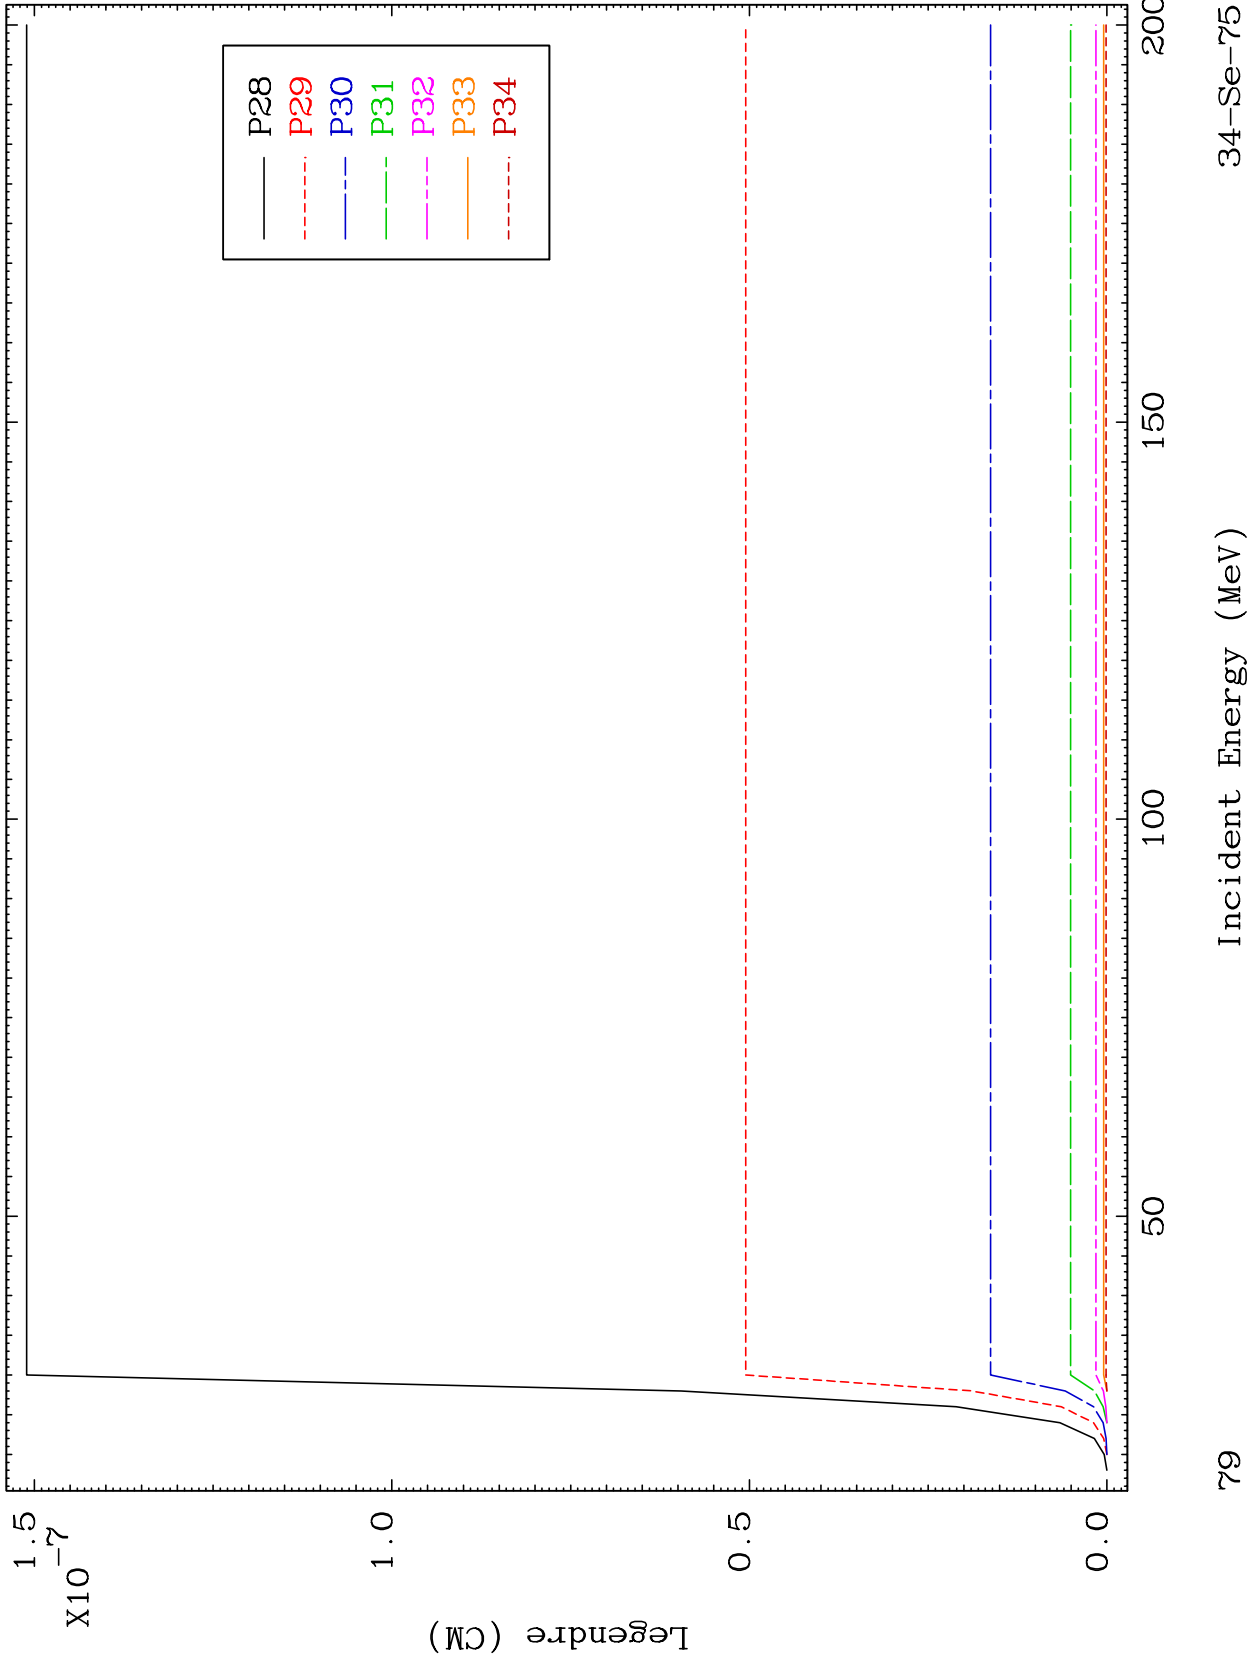 1.5
X10-7
1.0
0.5
0.0
Legendre (CM)
P28
P29
P30
P31
P32
P33
P34
50
100
150
200
Incident Energy (MeV)
79
34-Se-75